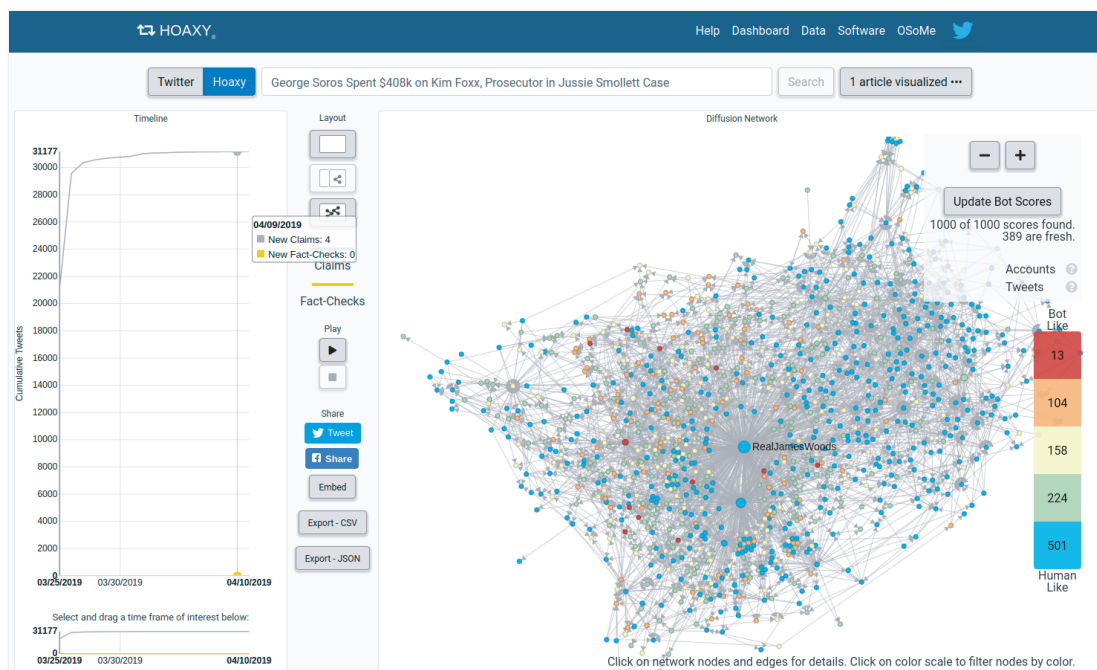 HOAXY®
Help Dashboard Data Software OSoMe
Twitter Hoaxy George Soros Spent $408k on Kim Foxx, Prosecutor in Jussie Smollett Case Search 1 article visualized •••
Timeline
Cumulative Tweets
31177
30000
28000
26000
24000
22000
20000
18000
16000
14000
12000
10000
8000
6000
4000
2000
0
03/25/2019 03/30/2019 04/10/2019
04/09/2019
New Claims: 4
New Fact-Checks: 0
Select and drag a time frame of interest below:
31177
0
03/25/2019 03/30/2019 04/10/2019
Layout
Claims
Fact-Checks
Play
Share
Tweet
Share
Embed
Export - CSV
Export - JSON
Diffusion Network
− +
Update Bot Scores
1000 of 1000 scores found.
389 are fresh.
Accounts ?
Tweets ?
Bot
Like
13
104
158
224
501
Human
Like
RealJamesWoods
Click on network nodes and edges for details. Click on color scale to filter nodes by color.